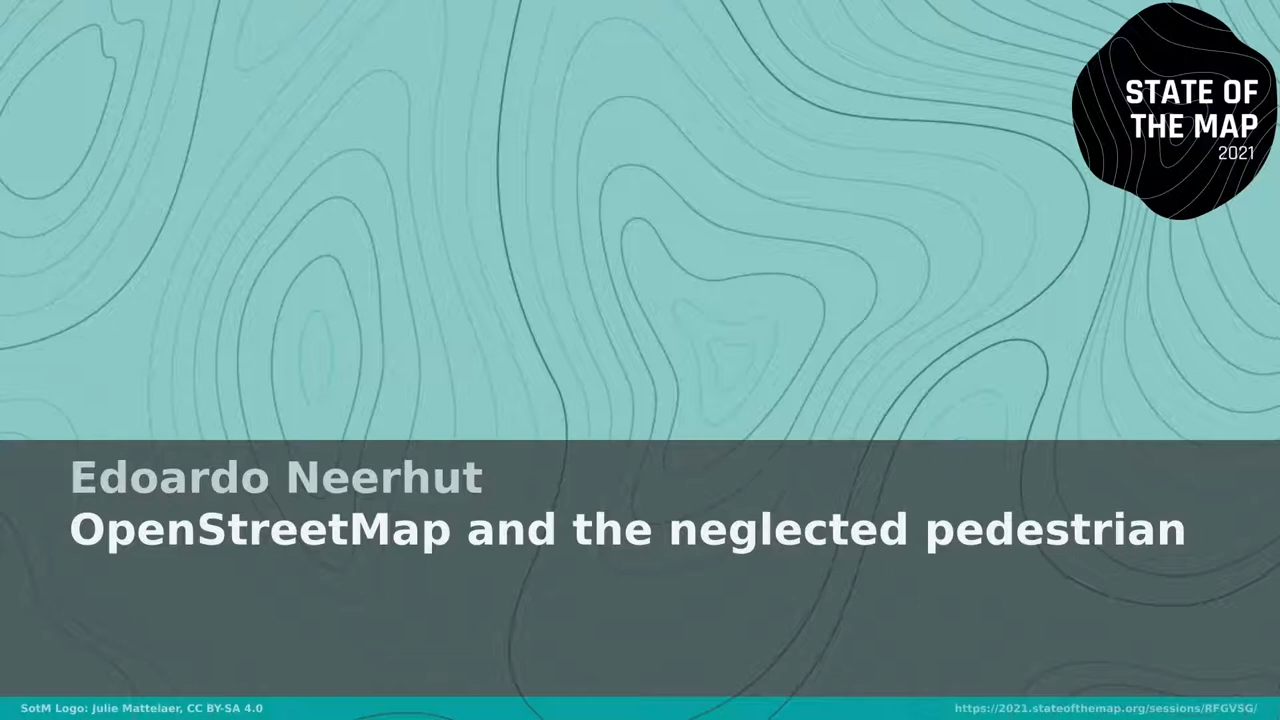 STATE OF
THE MAP
2021
Edoardo Neerhut
OpenStreetMap and the neglected pedestrian
SotM Logo: Julie Mattelaer, CC BY-SA 4.0
https://2021.stateofthemap.org/sessions/RFGVSG/